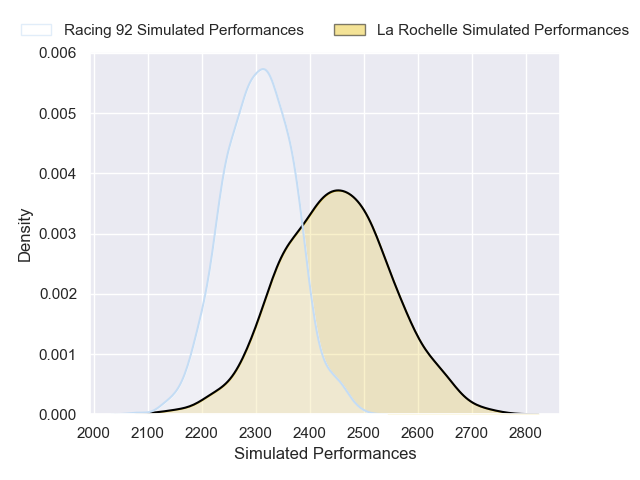 Racing 92 Simulated Performances La Rochelle Simulated Performances
0.006
0.005
0.004
0.003
0.002
0.001
0.000
Density
2000 2100 2200 2300 2400 2500 2600 2700 2800
Simulated Performances